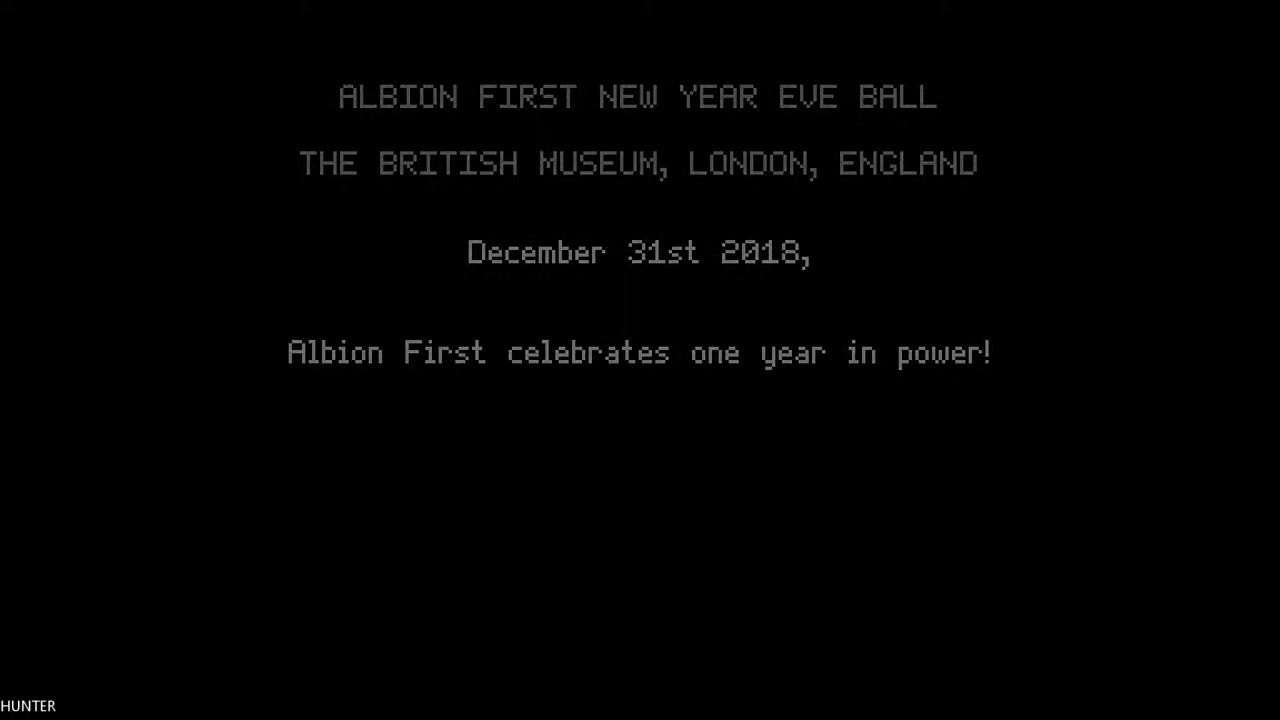 ALBION FIRST NEW YEAR EVE BALL
THE BRITISH MUSEUM, LONDON, ENGLAND
December 31st 2018,
Albion First celebrates one year in power!
HUNTER